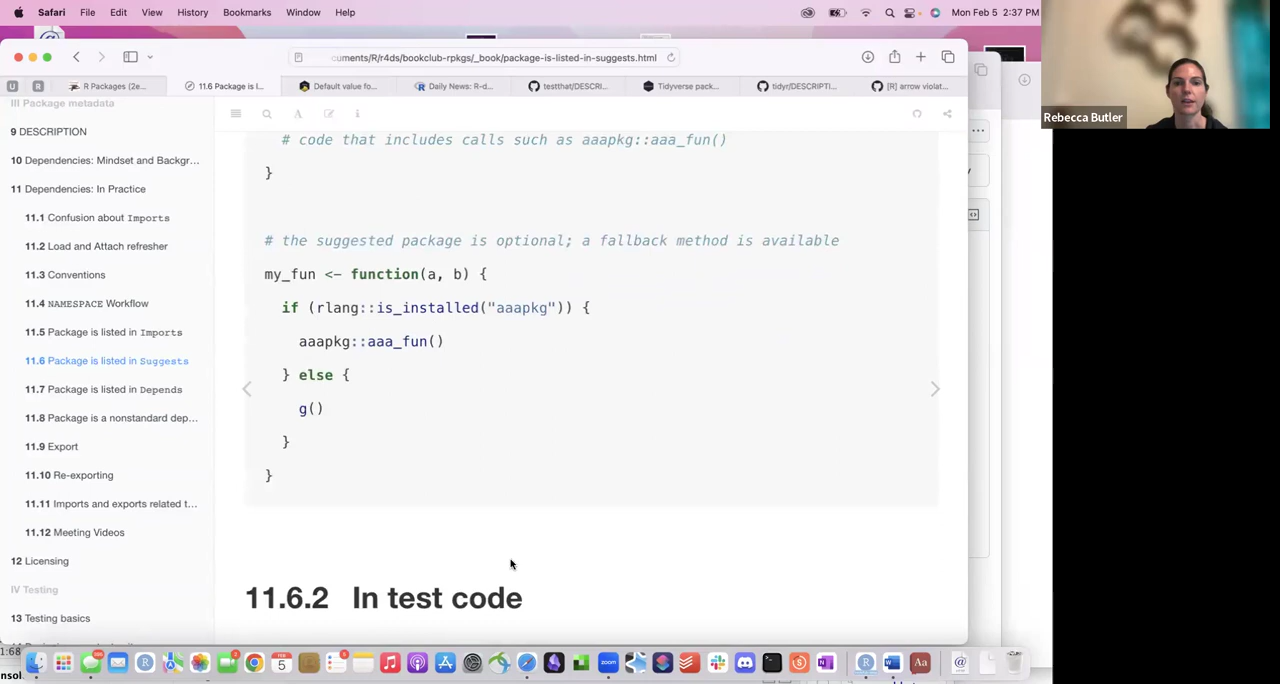 Safari File Edit View History Bookmarks Window Help Mon Feb 5 2:37 PM
cuments/R/r4ds/bookclub-rpkgs/_book/package-is-listed-in-suggests.html
R Packages (2e... 11.6 Package is l... Default value fo... Daily News: R-d... testthat/DESCRI... Tidyverse pack... tidyr/DESCRIPTI... [R] arrow violat...
Rebecca Butler
III Package metadata
9 DESCRIPTION
10 Dependencies: Mindset and Backgr...
11 Dependencies: In Practice
11.1 Confusion about Imports
11.2 Load and Attach refresher
11.3 Conventions
11.4 NAMESPACE Workflow
11.5 Package is listed in Imports
11.6 Package is listed in Suggests
11.7 Package is listed in Depends
11.8 Package is a nonstandard dep...
11.9 Export
11.10 Re-exporting
11.11 Imports and exports related t...
11.12 Meeting Videos
12 Licensing
IV Testing
13 Testing basics
# code that includes calls such as aaapkg::aaa_fun()
}
# the suggested package is optional; a fallback method is available
my_fun <- function(a, b) {
if (rlang::is_installed("aaapkg")) {
aaapkg::aaa_fun()
} else {
g()
}
}
11.6.2 In test code